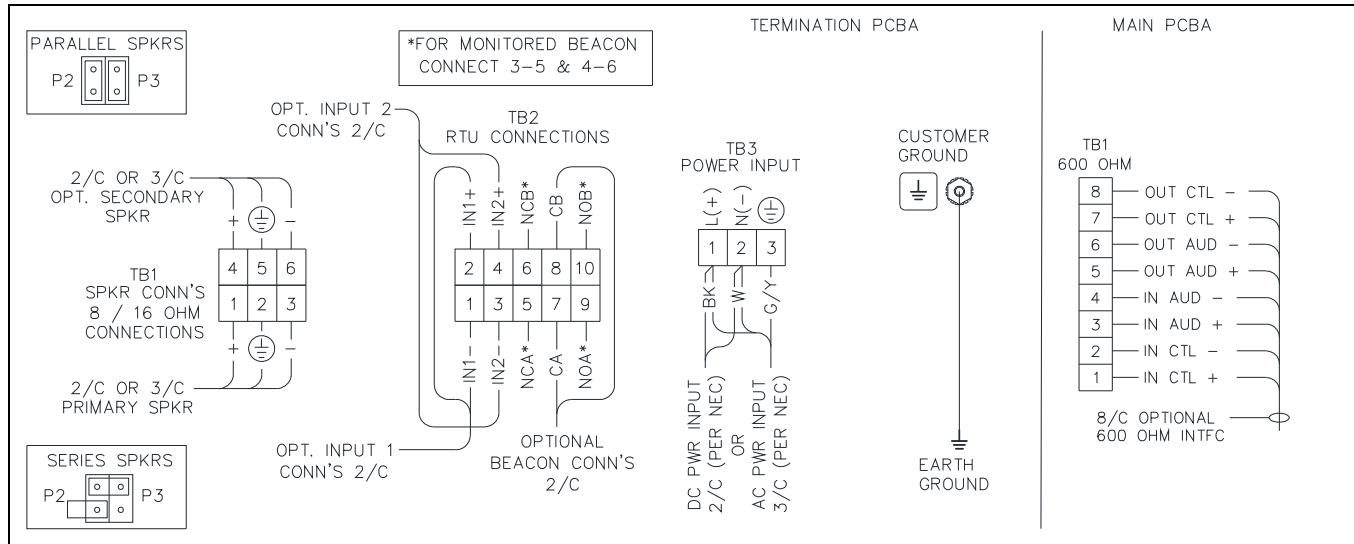 TERMINATION PCBA
MAIN PCBA
PARALLEL SPKRS
P2
P3
*FOR MONITORED BEACON
CONNECT 3-5 & 4-6
OPT. INPUT 2
CONN'S 2/C
TB2
RTU CONNECTIONS
IN1+
IN2+
NCB*
CB
NOB*
2 4 6 8 10
1 3 5 7 9
IN1-
IN2-
NCA*
CA
NOA*
OPT. INPUT 1
CONN'S 2/C
OPTIONAL
BEACON CONN'S
2/C
2/C OR 3/C
OPT. SECONDARY
SPKR
+ -
4 5 6
1 2 3
+ -
TB1
SPKR CONN'S
8 / 16 OHM
CONNECTIONS
2/C OR 3/C
PRIMARY SPKR
SERIES SPKRS
P2
P3
TB3
POWER INPUT
L(+)
N(-)
1 2 3
BK
W
G/Y
DC PWR INPUT
2/C (PER NEC)
OR
AC PWR INPUT
3/C (PER NEC)
CUSTOMER
GROUND
EARTH
GROUND
TB1
600 OHM
8 OUT CTL -
7 OUT CTL +
6 OUT AUD -
5 OUT AUD +
4 IN AUD -
3 IN AUD +
2 IN CTL -
1 IN CTL +
8/C OPTIONAL
600 OHM INTFC